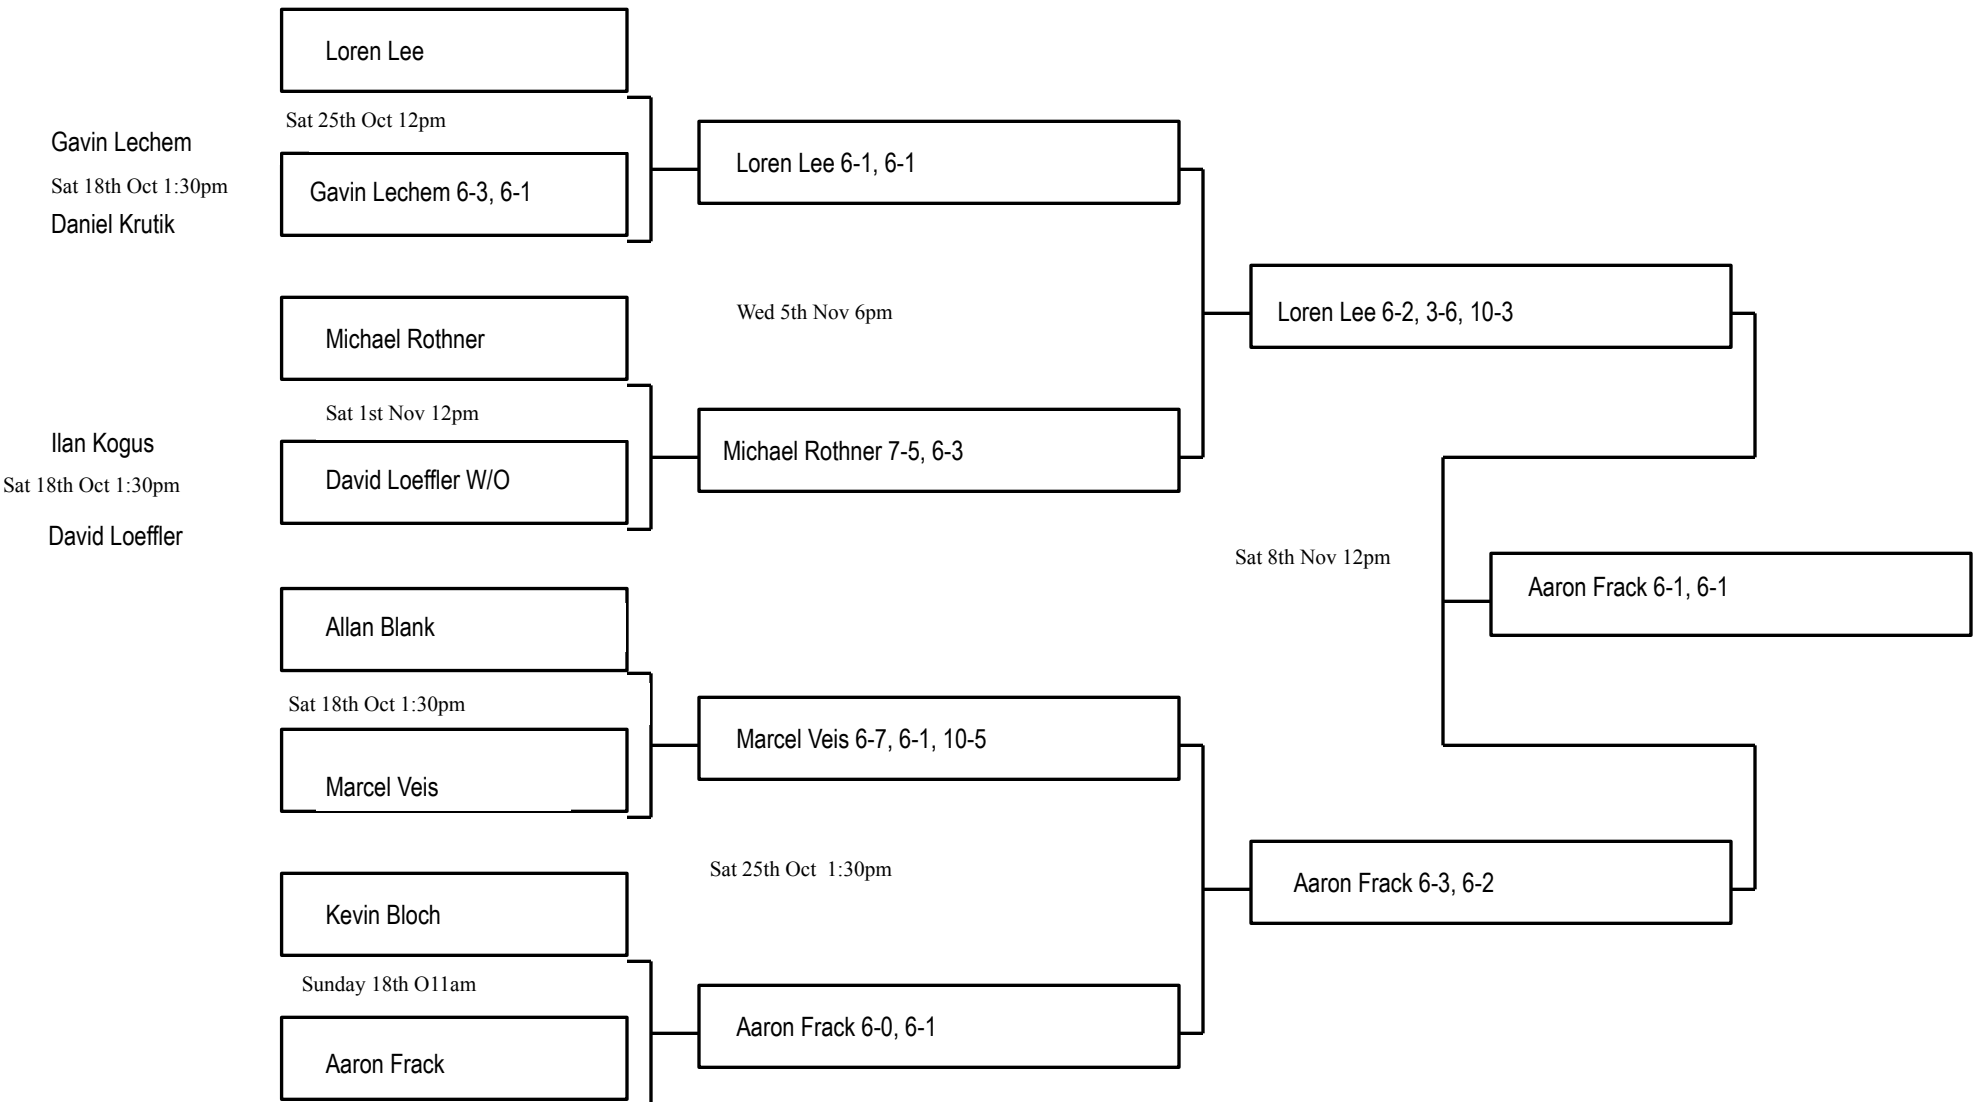 Loren Lee
Sat 25th Oct 12pm
Gavin Lechem
Sat 18th Oct 1:30pm
Daniel Krutik
Gavin Lechem 6-3, 6-1
Loren Lee 6-1, 6-1
Michael Rothner
Wed 5th Nov 6pm
Loren Lee 6-2, 3-6, 10-3
Sat 1st Nov 12pm
Ilan Kogus
Sat 18th Oct 1:30pm
David Loeffler
David Loeffler W/O
Michael Rothner 7-5, 6-3
Sat 8th Nov 12pm
Aaron Frack 6-1, 6-1
Allan Blank
Sat 18th Oct 1:30pm
Marcel Veis
Marcel Veis 6-7, 6-1, 10-5
Sat 25th Oct  1:30pm
Aaron Frack 6-3, 6-2
Kevin Bloch
Sunday 18th O11am
Aaron Frack
Aaron Frack 6-0, 6-1